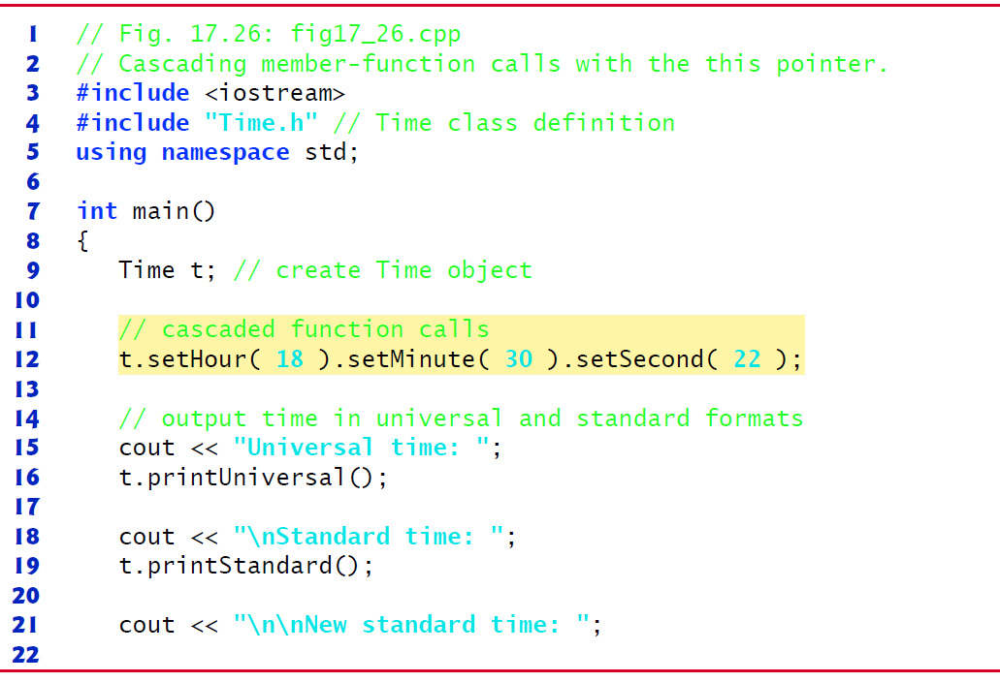 1 // Fig. 17.26: fig17_26.cpp
2 // Cascading member-function calls with the this pointer.
3 #include <iostream>
4 #include "Time.h" // Time class definition
5 using namespace std;
6
7 int main()
8 {
9 Time t; // create Time object
10
11 // cascaded function calls
12 t.setHour( 18 ).setMinute( 30 ).setSecond( 22 );
13
14 // output time in universal and standard formats
15 cout << "Universal time: ";
16 t.printUniversal();
17
18 cout << "\nStandard time: ";
19 t.printStandard();
20
21 cout << "\n\nNew standard time: ";
22